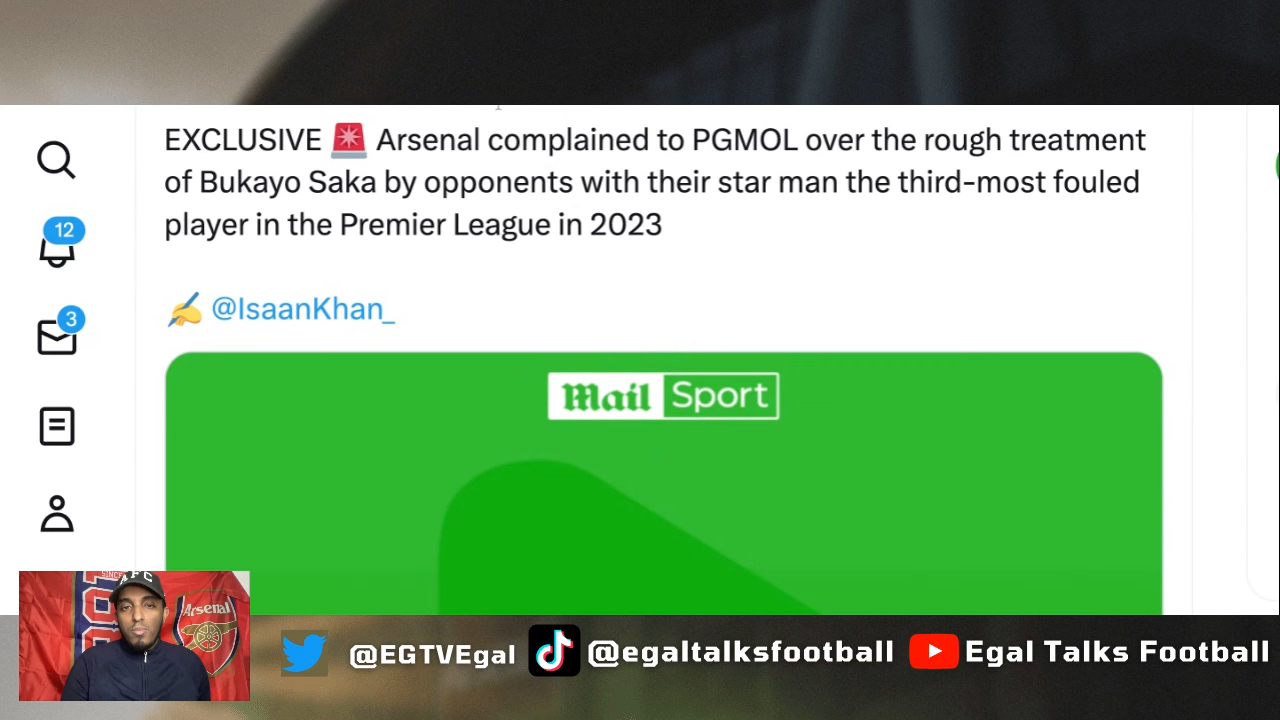 EXCLUSIVE 🚨 Arsenal complained to PGMOL over the rough treatment
of Bukayo Saka by opponents with their star man the third-most fouled
player in the Premier League in 2023
12
✍️ @IsaanKhan_
3
Mail Sport
AFC
Arsenal
@EGTVEgal @egaltalksfootball Egal Talks Football